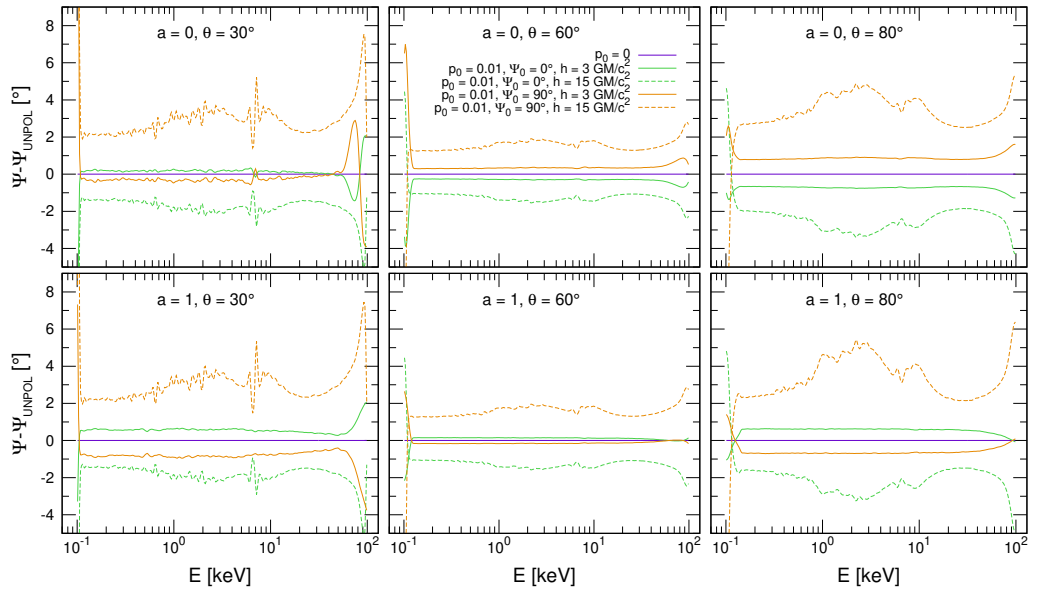 a = 0, θ = 30°
a = 0, θ = 60°
a = 0, θ = 80°
p₀ = 0
p₀ = 0.01, Ψ₀ = 0°, h = 3 GM/c²
p₀ = 0.01, Ψ₀ = 0°, h = 15 GM/c²
p₀ = 0.01, Ψ₀ = 90°, h = 3 GM/c²
p₀ = 0.01, Ψ₀ = 90°, h = 15 GM/c²
Ψ-Ψ_UNPOL [°]
8
6
4
2
0
-2
-4
a = 1, θ = 30°
a = 1, θ = 60°
a = 1, θ = 80°
Ψ-Ψ_UNPOL [°]
8
6
4
2
0
-2
-4
10⁻¹ 10⁰ 10¹ 10²
10⁻¹ 10⁰ 10¹ 10²
10⁻¹ 10⁰ 10¹ 10²
E [keV]
E [keV]
E [keV]